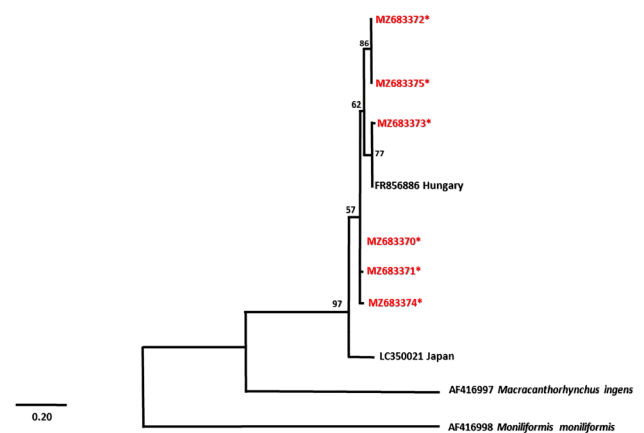 MZ683372*
86
MZ683375*
62
MZ683373*
77
FR856886 Hungary
57
MZ683370*
MZ683371*
MZ683374*
97
LC350021 Japan
AF416997 Macracanthorhynchus ingens
0.20
AF416998 Moniliformis moniliformis